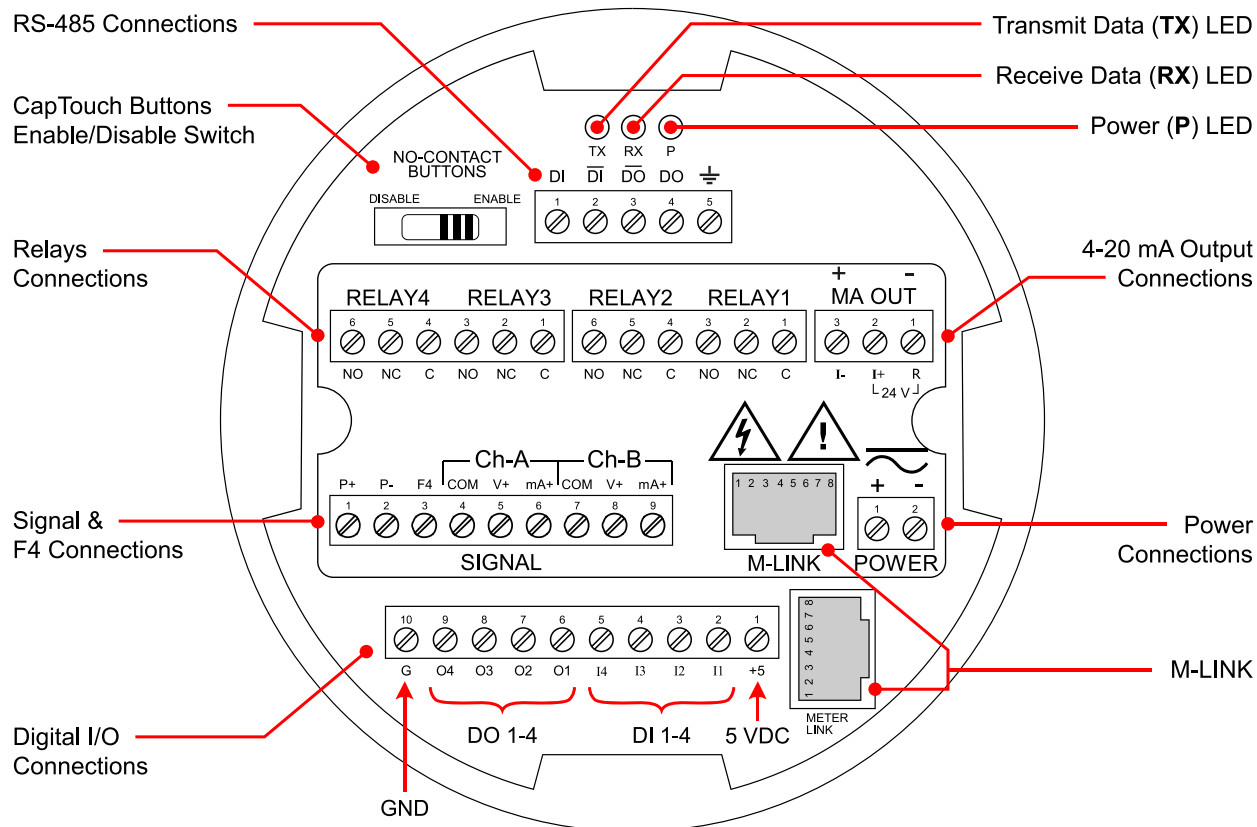 RS-485 Connections
Transmit Data (TX) LED
Receive Data (RX) LED
Power (P) LED
CapTouch Buttons
Enable/Disable Switch
TX RX P
NO-CONTACT
BUTTONS
DISABLE ENABLE
DI D̅I̅ D̅O̅ DO
1 2 3 4 5
Relays
Connections
4-20 mA Output
Connections
+ -
RELAY4 RELAY3 RELAY2 RELAY1 MA OUT
6 5 4 3 2 1 6 5 4 3 2 1 3 2 1
NO NC C NO NC C NO NC C NO NC C I- I+ R
24 V
Ch-A Ch-B
P+ P- F4 COM V+ mA+ COM V+ mA+
1 2 3 4 5 6 7 8 9
SIGNAL
!
1 2 3 4 5 6 7 8
M-LINK
+ -
1 2
POWER
Signal &
F4 Connections
Power
Connections
10 9 8 7 6 5 4 3 2 1
G O4 O3 O2 O1 I4 I3 I2 I1 +5
1 2 3 4 5 6 7 8
METER
LINK
M-LINK
Digital I/O
Connections
DO 1-4 DI 1-4 5 VDC
GND